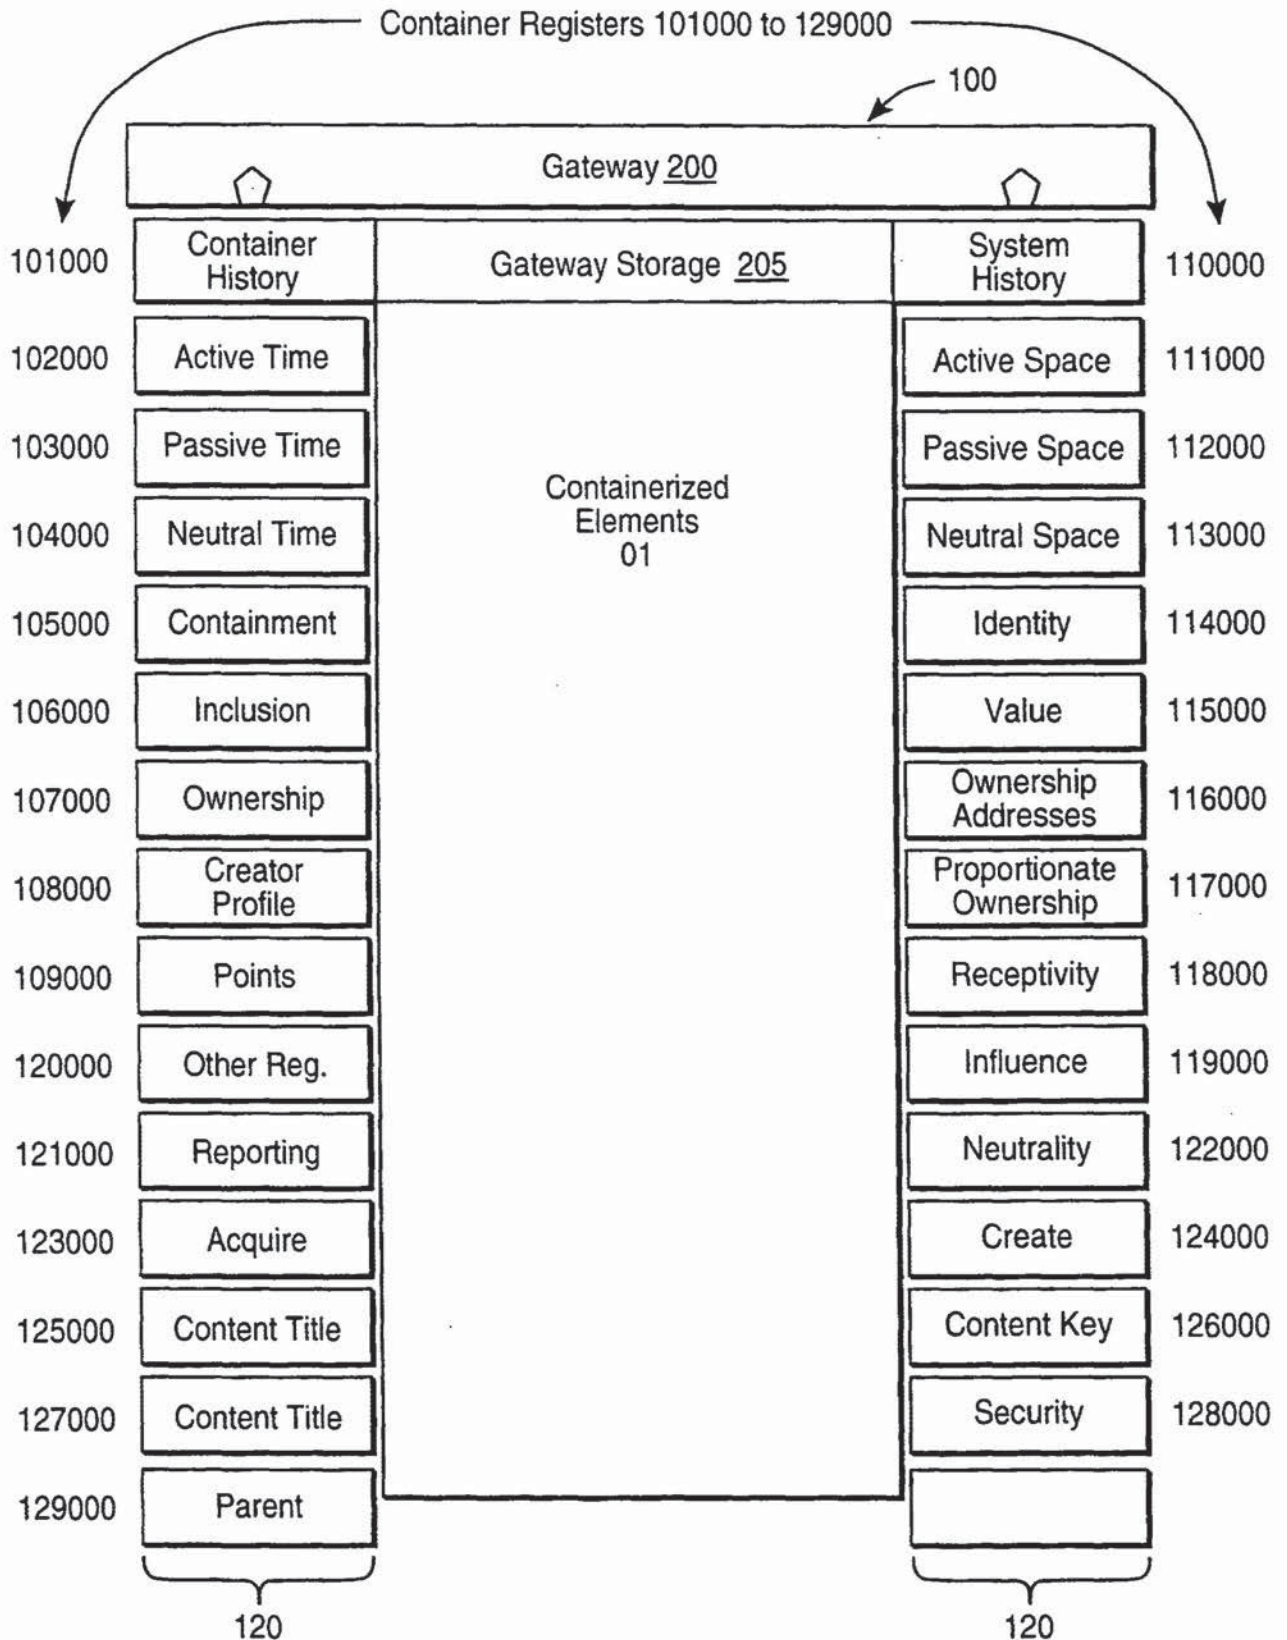 Container Registers 101000 to 129000
100
Gateway 200
101000
Container
History
Gateway Storage 205
System
History
110000
102000
Active Time
Active Space
111000
103000
Passive Time
Passive Space
112000
Containerized
Elements
01
104000
Neutral Time
Neutral Space
113000
105000
Containment
Identity
114000
106000
Inclusion
Value
115000
107000
Ownership
Ownership
Addresses
116000
108000
Creator
Profile
Proportionate
Ownership
117000
109000
Points
Receptivity
118000
120000
Other Reg.
Influence
119000
121000
Reporting
Neutrality
122000
123000
Acquire
Create
124000
125000
Content Title
Content Key
126000
127000
Content Title
Security
128000
129000
Parent
120
120